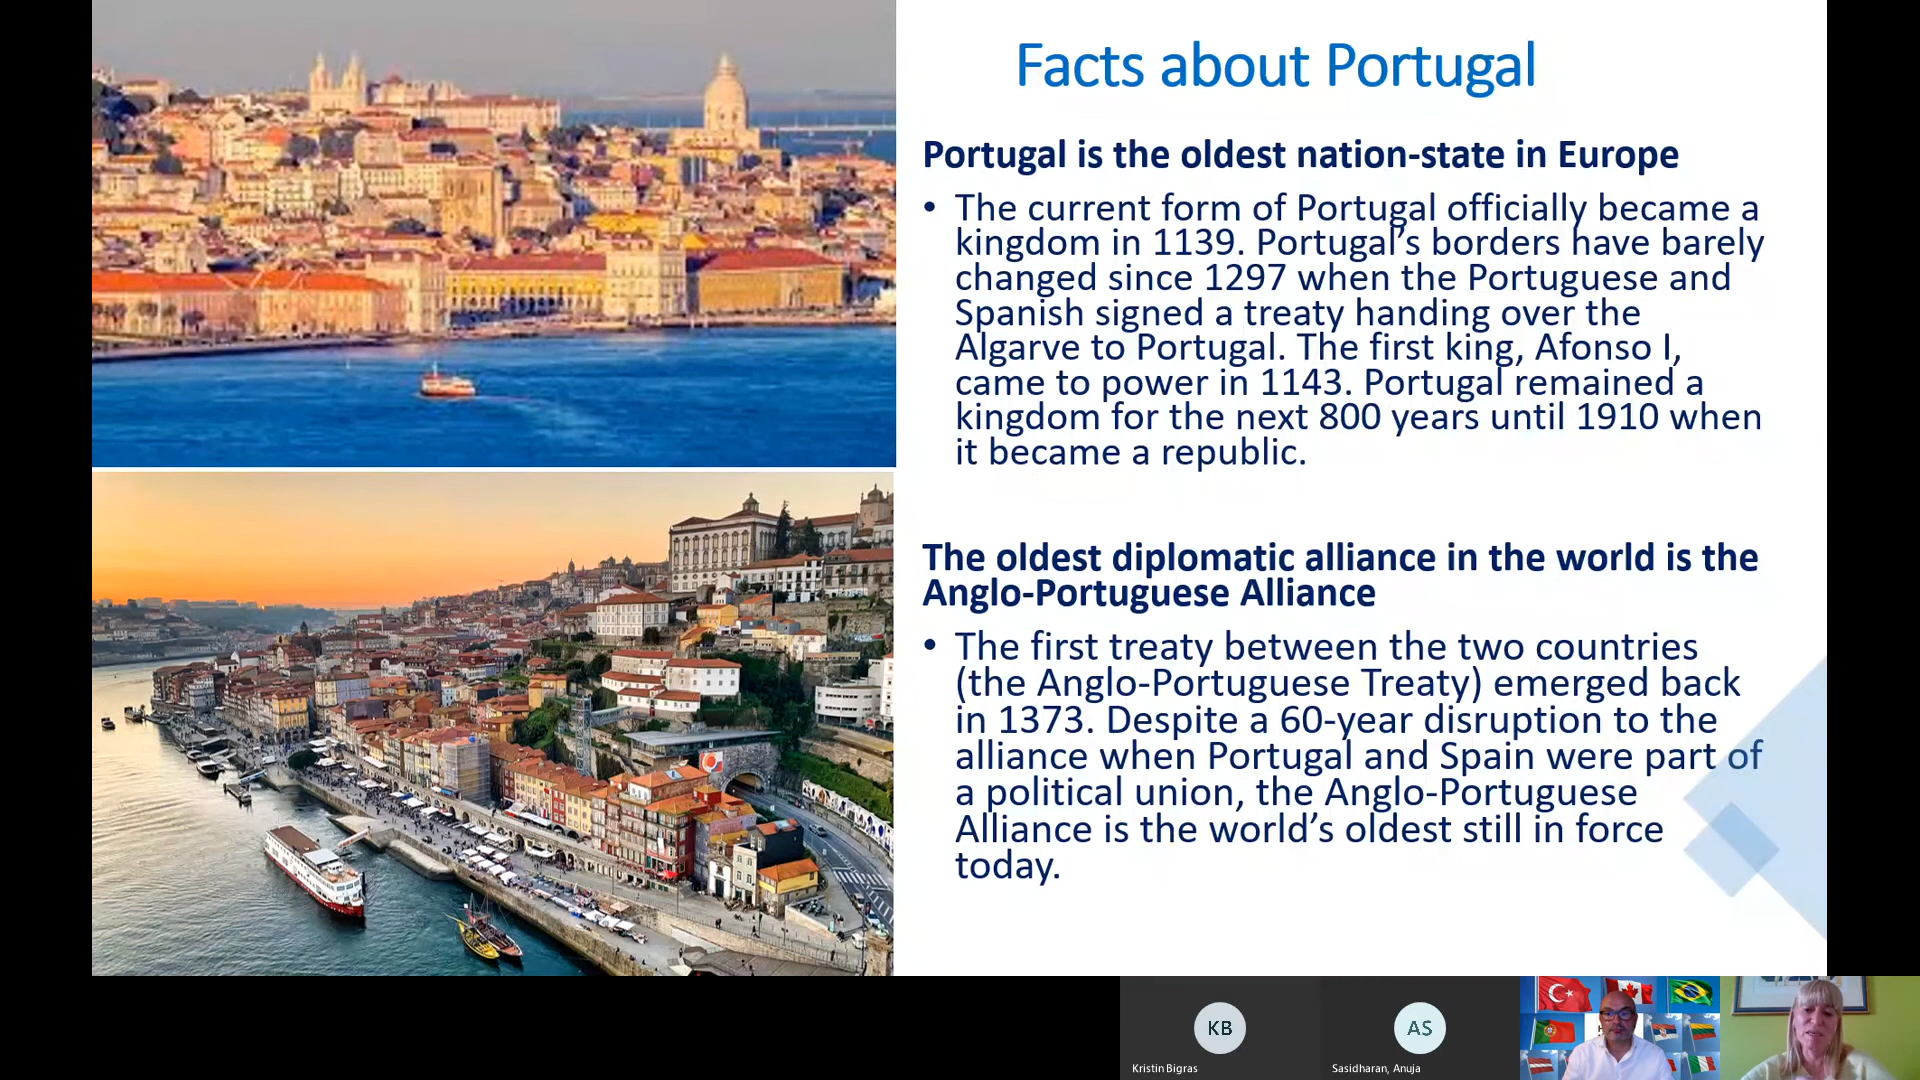 Facts about Portugal
Portugal is the oldest nation-state in Europe
• The current form of Portugal officially became a
kingdom in 1139. Portugal’s borders have barely
changed since 1297 when the Portuguese and
Spanish signed a treaty handing over the
Algarve to Portugal. The first king, Afonso I,
came to power in 1143. Portugal remained a
kingdom for the next 800 years until 1910 when
it became a republic.
The oldest diplomatic alliance in the world is the
Anglo-Portuguese Alliance
• The first treaty between the two countries
(the Anglo-Portuguese Treaty) emerged back
in 1373. Despite a 60-year disruption to the
alliance when Portugal and Spain were part of
a political union, the Anglo-Portuguese
Alliance is the world’s oldest still in force
today.
KB
Kristin Bigras
AS
Sasidharan, Anuja